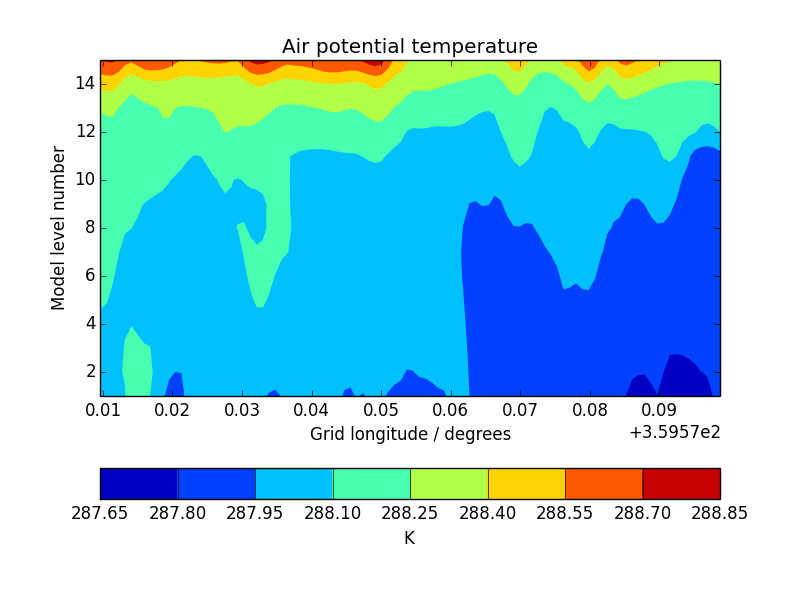 Air potential temperature
Model level number
14
12
10
8
6
4
2
0.01 0.02 0.03 0.04 0.05 0.06 0.07 0.08 0.09
Grid longitude / degrees
+3.5957e2
287.65 287.80 287.95 288.10 288.25 288.40 288.55 288.70 288.85
K